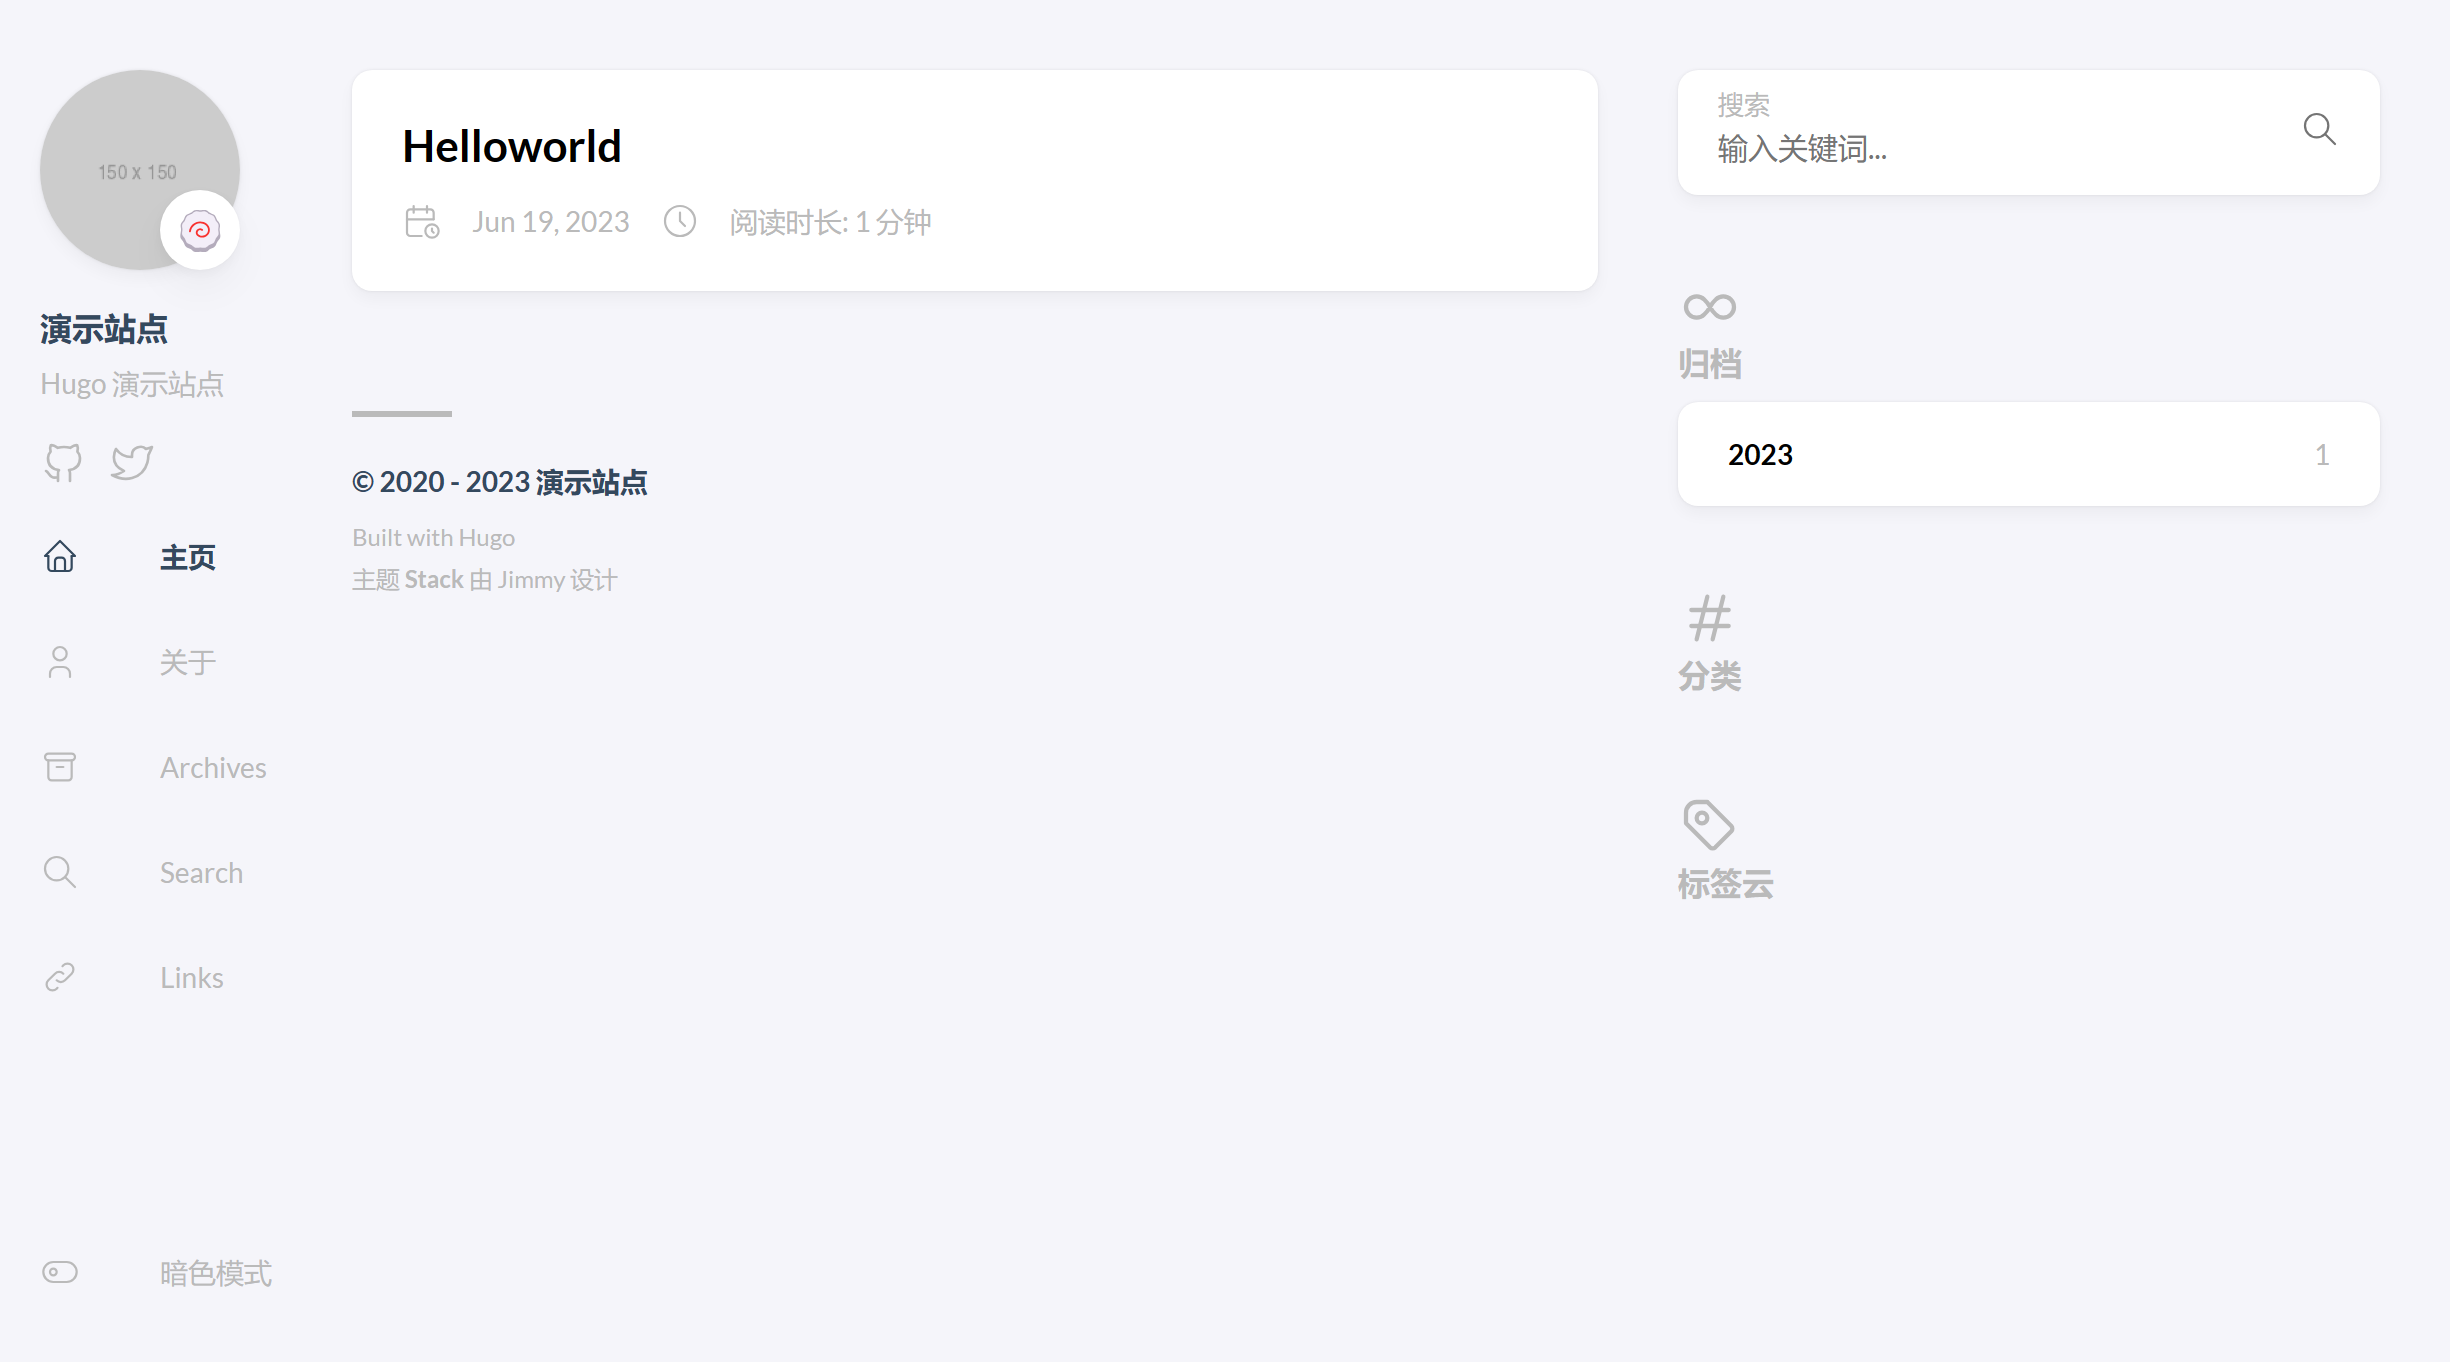 150 x 150
演示站点
Hugo 演示站点
主页
关于
Archives
Search
Links
暗色模式
Helloworld
Jun 19, 2023 阅读时长: 1 分钟
© 2020 - 2023 演示站点
Built with Hugo
主题 Stack 由 Jimmy 设计
搜索
输入关键词...
归档
2023 1
分类
标签云